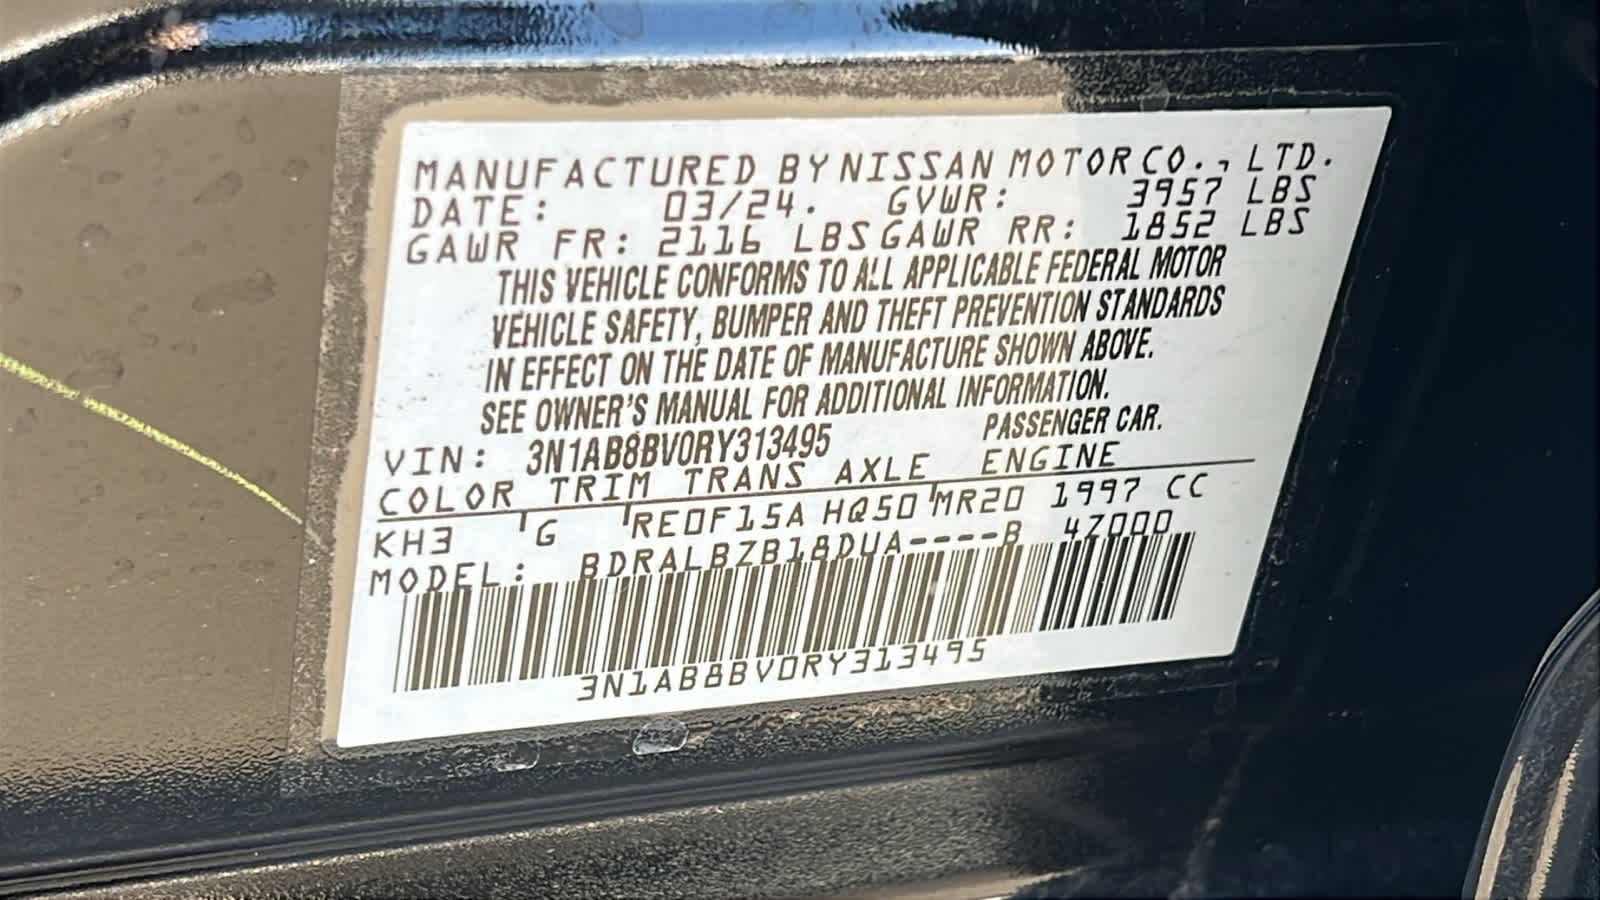 MANUFACTURED BY NISSAN MOTOR CO., LTD.
DATE: 03/24. GVWR: 3957 LBS
GAWR FR: 2116 LBS GAWR RR: 1852 LBS
THIS VEHICLE CONFORMS TO ALL APPLICABLE FEDERAL MOTOR
VEHICLE SAFETY, BUMPER AND THEFT PREVENTION STANDARDS
IN EFFECT ON THE DATE OF MANUFACTURE SHOWN ABOVE.
SEE OWNER'S MANUAL FOR ADDITIONAL INFORMATION.
VIN: 3N1AB8BV0RY313495 PASSENGER CAR.
COLOR TRIM TRANS AXLE ENGINE
KH3 G RE0F15A HQ50 MR20 1997 CC
MODEL: BDRALBZB18DUA----B 4Z000
3N1AB8BV0RY313495